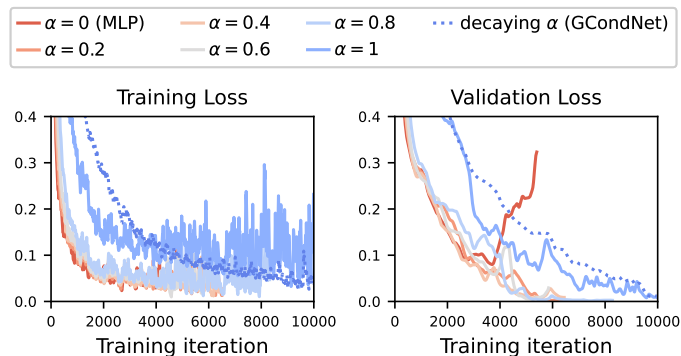 α = 0 (MLP) α = 0.4 α = 0.8 decaying α (GCondNet)
α = 0.2 α = 0.6 α = 1
Training Loss Validation Loss
0.4 0.4
0.3 0.3
0.2 0.2
0.1 0.1
0.0 0.0
0 2000 4000 6000 8000 10000 0 2000 4000 6000 8000 10000
Training iteration Training iteration